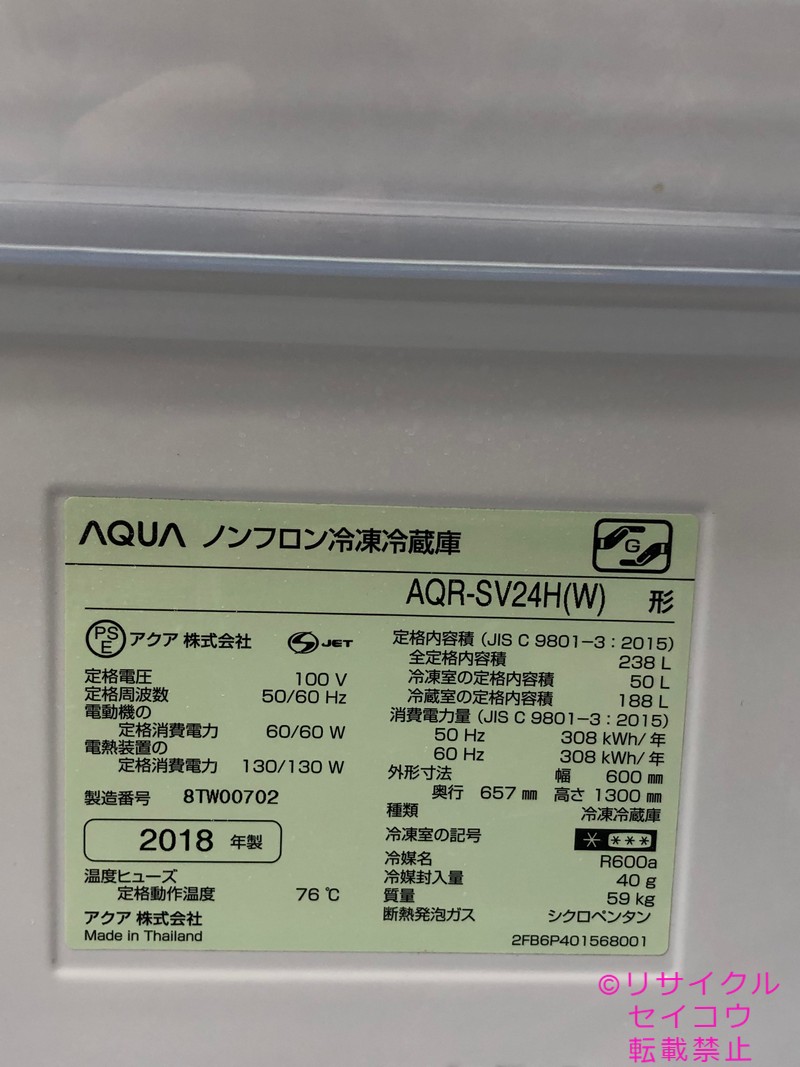 AQUA ノンフロン冷凍冷蔵庫
G
AQR-SV24H(W) 形
PSE アクア 株式会社 S JET
定格電圧 100 V
定格周波数 50/60 Hz
電動機の
定格消費電力 60/60 W
電熱装置の
定格消費電力 130/130 W
製造番号 8TW00702
2018 年製
温度ヒューズ
定格動作温度 76 ℃
アクア 株式会社
Made in Thailand
定格内容積 (JIS C 9801-3 : 2015)
全定格内容積 238 L
冷凍室の定格内容積 50 L
冷蔵室の定格内容積 188 L
消費電力量 (JIS C 9801-3 : 2015)
50 Hz 308 kWh/年
60 Hz 308 kWh/年
外形寸法 幅 600 ㎜
奥行 657 ㎜ 高さ 1300 ㎜
種類 冷凍冷蔵庫
冷凍室の記号 * ***
冷媒名 R600a
冷媒封入量 40 g
質量 59 kg
断熱発泡ガス シクロペンタン
2FB6P401568001
©リサイクル
セイコウ
転載禁止